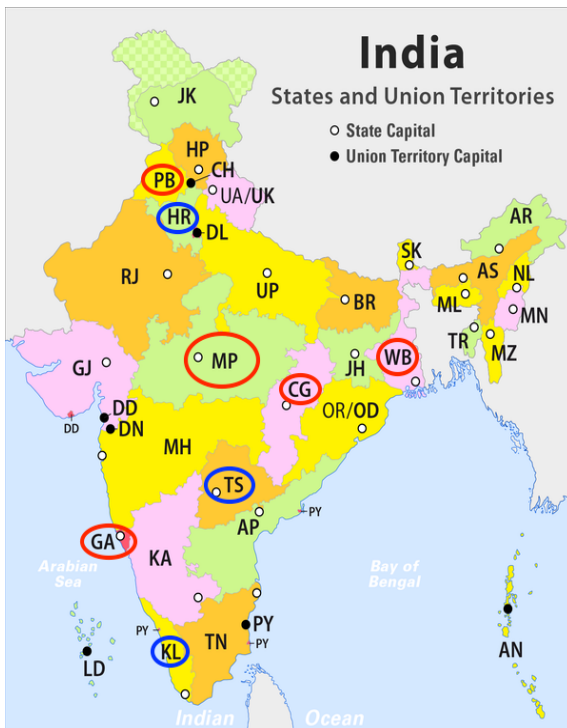 India
States and Union Territories
State Capital
Union Territory Capital
JK
HP
CH
PB
UA/UK
HR
DL
AR
SK
AS
NL
RJ
UP
BR
ML
MN
TR
MZ
GJ
MP
JH
WB
CG
DD
DD
DN
OR/OD
MH
TS
AP
PY
GA
KA
Arabian
Sea
Bay of
Bengal
PY
PY
PY
KL
TN
LD
AN
Indian Ocean